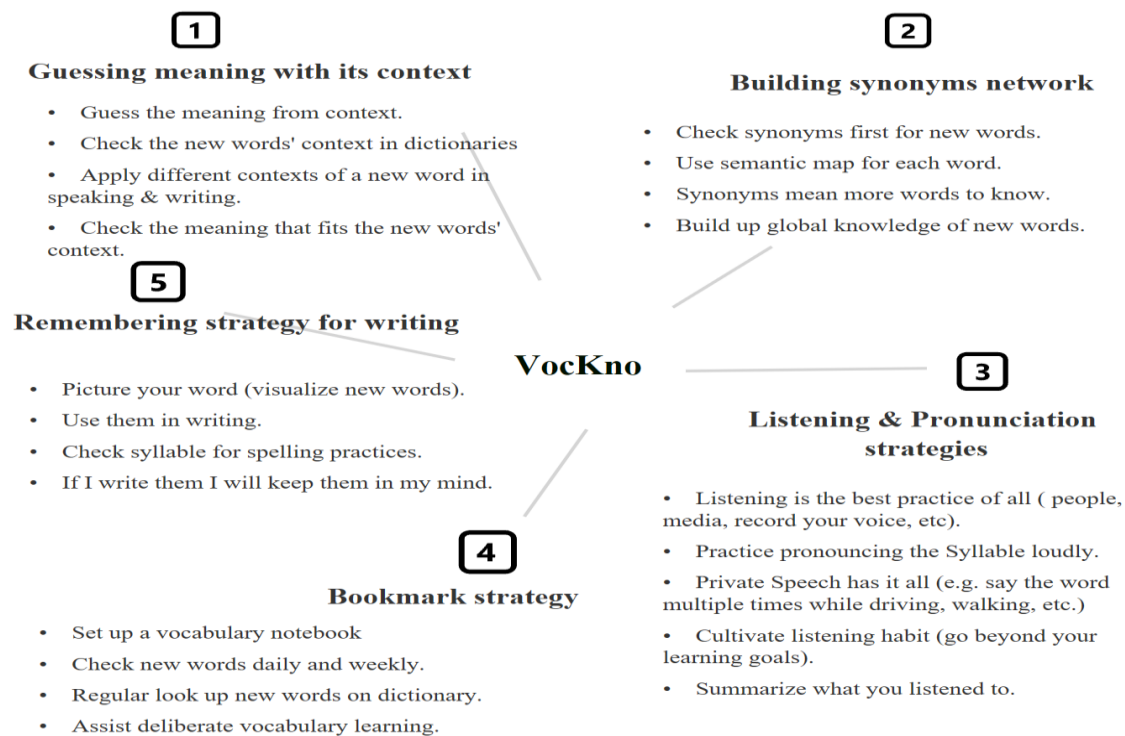 1
Guessing meaning with its context
• Guess the meaning from context.
• Check the new words' context in dictionaries
• Apply different contexts of a new word in
speaking & writing.
• Check the meaning that fits the new words'
context.
2
Building synonyms network
• Check synonyms first for new words.
• Use semantic map for each word.
• Synonyms mean more words to know.
• Build up global knowledge of new words.
5
Remembering strategy for writing
• Picture your word (visualize new words).
• Use them in writing.
• Check syllable for spelling practices.
• If I write them I will keep them in my mind.
VocKno
3
Listening & Pronunciation
strategies
• Listening is the best practice of all ( people,
media, record your voice, etc).
• Practice pronouncing the Syllable loudly.
• Private Speech has it all (e.g. say the word
multiple times while driving, walking, etc.)
• Cultivate listening habit (go beyond your
learning goals).
• Summarize what you listened to.
4
Bookmark strategy
• Set up a vocabulary notebook
• Check new words daily and weekly.
• Regular look up new words on dictionary.
• Assist deliberate vocabulary learning.